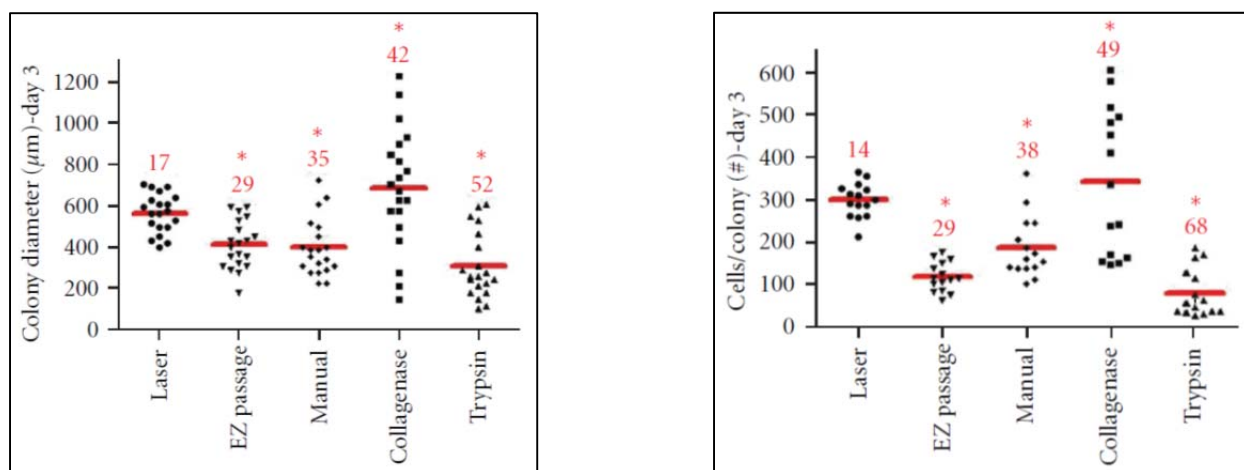 Colony diameter (μm)-day 3
1200
1000
800
600
400
200
0
17
*
29
*
35
*
42
*
52
Laser
EZ passage
Manual
Collagenase
Trypsin
Cells/colony (#)-day 3
600
500
400
300
200
100
0
14
*
29
*
38
*
49
*
68
Laser
EZ passage
Manual
Collagenase
Trypsin